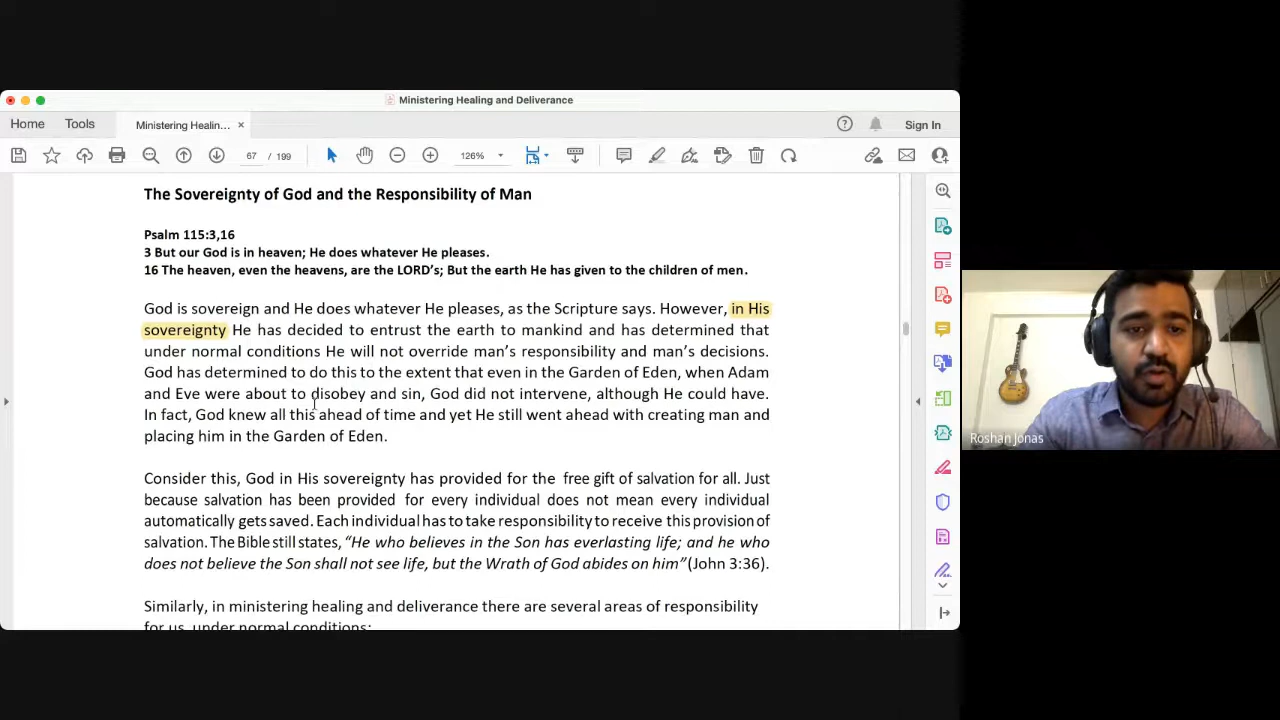 Ministering Healing and Deliverance
Home Tools Ministering Healin... × Sign In
67 / 199 126%
The Sovereignty of God and the Responsibility of Man
Psalm 115:3,16
3 But our God is in heaven; He does whatever He pleases.
16 The heaven, even the heavens, are the LORD's; But the earth He has given to the children of men.
God is sovereign and He does whatever He pleases, as the Scripture says. However, in His
sovereignty He has decided to entrust the earth to mankind and has determined that
under normal conditions He will not override man's responsibility and man's decisions.
God has determined to do this to the extent that even in the Garden of Eden, when Adam
and Eve were about to disobey and sin, God did not intervene, although He could have.
In fact, God knew all this ahead of time and yet He still went ahead with creating man and
placing him in the Garden of Eden.
Consider this, God in His sovereignty has provided for the free gift of salvation for all. Just
because salvation has been provided for every individual does not mean every individual
automatically gets saved. Each individual has to take responsibility to receive this provision of
salvation. The Bible still states, “He who believes in the Son has everlasting life; and he who
does not believe the Son shall not see life, but the Wrath of God abides on him” (John 3:36).
Similarly, in ministering healing and deliverance there are several areas of responsibility
for us, under normal conditions:
Roshan Jonas